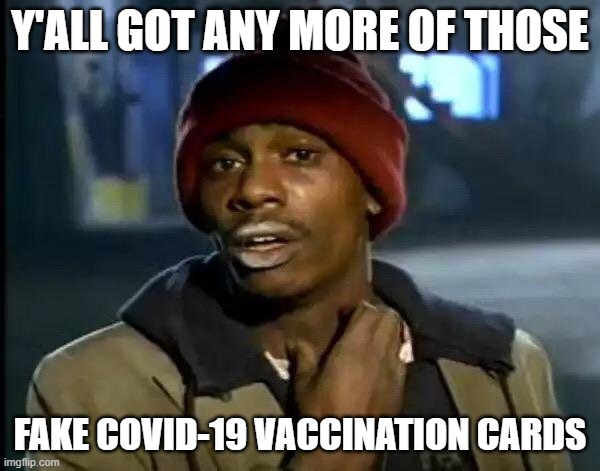 Y'ALL GOT ANY MORE OF THOSE
FAKE COVID-19 VACCINATION CARDS
imgflip.com